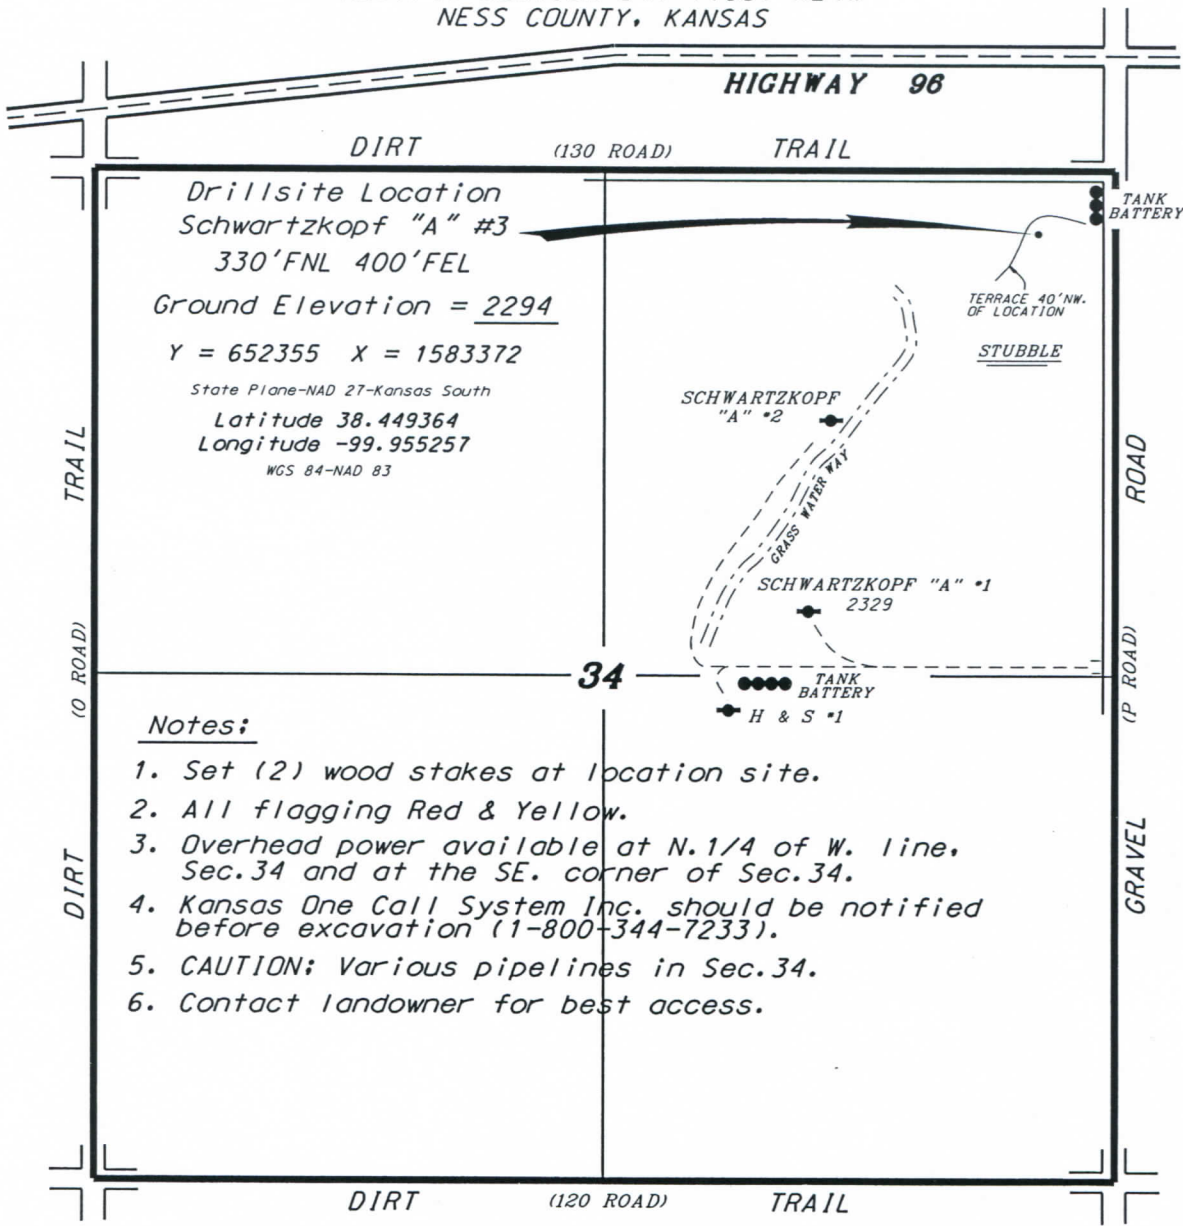 NESS COUNTY, KANSAS
HIGHWAY 96
DIRT (130 ROAD) TRAIL
Drillsite Location
Schwartzkopf "A" #3
330'FNL 400'FEL
Ground Elevation = 2294
Y = 652355 X = 1583372
State Plane-NAD 27-Kansas South
Latitude 38.449364
Longitude -99.955257
WGS 84-NAD 83
TANK
BATTERY
TERRACE 40'NW.
OF LOCATION
STUBBLE
SCHWARTZKOPF
"A" #2
GRASS WATER WAY
SCHWARTZKOPF "A" #1
2329
TRAIL
(O ROAD)
DIRT
ROAD
(P ROAD)
GRAVEL
34
TANK
BATTERY
H & S #1
Notes:
1. Set (2) wood stakes at location site.
2. All flagging Red & Yellow.
3. Overhead power available at N.1/4 of W. line,
Sec.34 and at the SE. corner of Sec.34.
4. Kansas One Call System Inc. should be notified
before excavation (1-800-344-7233).
5. CAUTION: Various pipelines in Sec.34.
6. Contact landowner for best access.
DIRT (120 ROAD) TRAIL